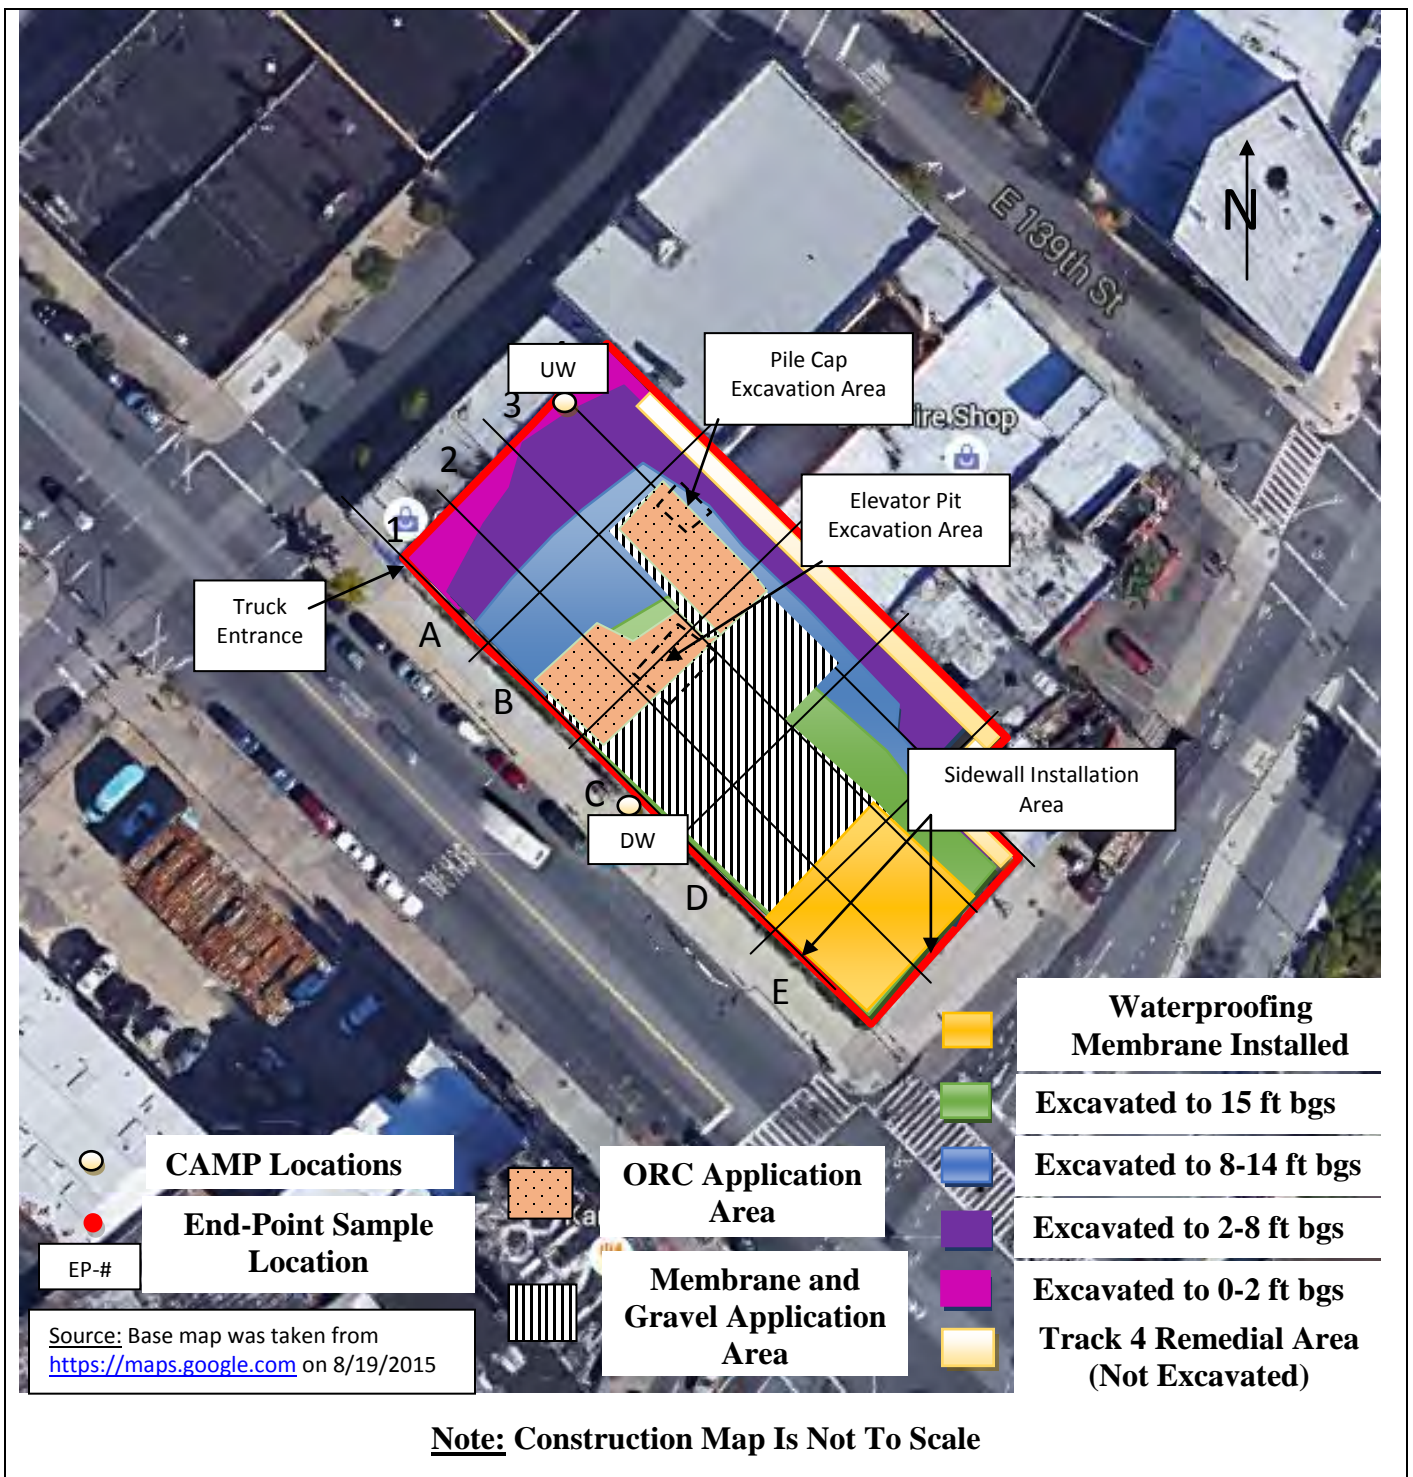 E 139th St
N
UW
Pile Cap
Excavation Area
3
ire Shop
2
Elevator Pit
Excavation Area
1
Truck
Entrance
A
B
Sidewall Installation
Area
C
DW
D
E
Waterproofing
Membrane Installed
Excavated to 15 ft bgs
Excavated to 8-14 ft bgs
Excavated to 2-8 ft bgs
Excavated to 0-2 ft bgs
Track 4 Remedial Area
(Not Excavated)
CAMP Locations
End-Point Sample
Location
EP-#
ORC Application
Area
Membrane and
Gravel Application
Area
Source: Base map was taken from
https://maps.google.com on 8/19/2015
Note: Construction Map Is Not To Scale